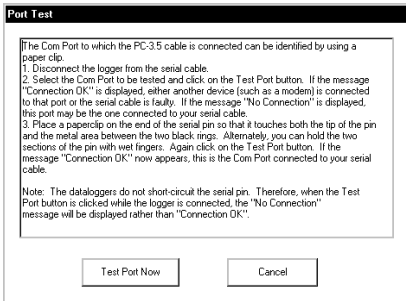 Port Test
The Com Port to which the PC-3.5 cable is connected can be identified by using a
paper clip.
1. Disconnect the logger from the serial cable.
2. Select the Com Port to be tested and click on the Test Port button.  If the message
"Connection OK" is displayed, either another device (such as a modem) is connected
to that port or the serial cable is faulty.  If the message "No Connection" is displayed,
this port may be the one connected to your serial cable.
3. Place a paperclip on the end of the serial pin so that it touches both the tip of the pin
and the metal area between the two black rings.  Alternately, you can hold the two
sections of the pin with wet fingers.  Again click on the Test Port button.  If the
message "Connection OK" now appears, this is the Com Port connected to your serial
cable.
Note:  The dataloggers do not short-circuit the serial pin.  Therefore, when the Test
Port button is clicked while the logger is connected, the "No Connection"
message will be displayed rather than "Connection OK".
Test Port Now
Cancel